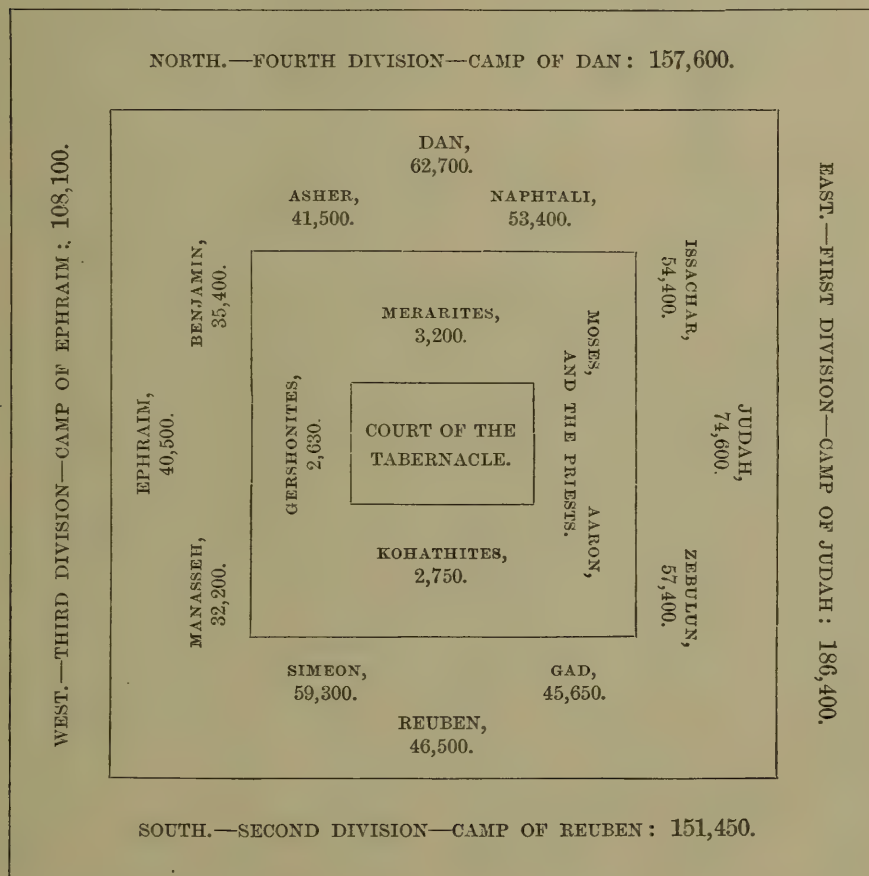 NORTH.—FOURTH DIVISION—CAMP OF DAN: 157,600.
WEST.—THIRD DIVISION—CAMP OF EPHRAIM: 108,100.
EAST.—FIRST DIVISION—CAMP OF JUDAH: 186,400.
DAN,
62,700.
ASHER,
41,500.
NAPHTALI,
53,400.
BENJAMIN,
35,400.
EPHRAIM,
40,500.
MANASSEH,
32,200.
ISSACHAR,
54,400.
JUDAH,
74,600.
ZEBULUN,
57,400.
MERARITES,
3,200.
GERSHONITES,
2,630.
MOSES, AARON,
AND THE PRIESTS.
COURT OF THE
TABERNACLE.
KOHATHITES,
2,750.
SIMEON,
59,300.
GAD,
45,650.
REUBEN,
46,500.
SOUTH.—SECOND DIVISION—CAMP OF REUBEN: 151,450.